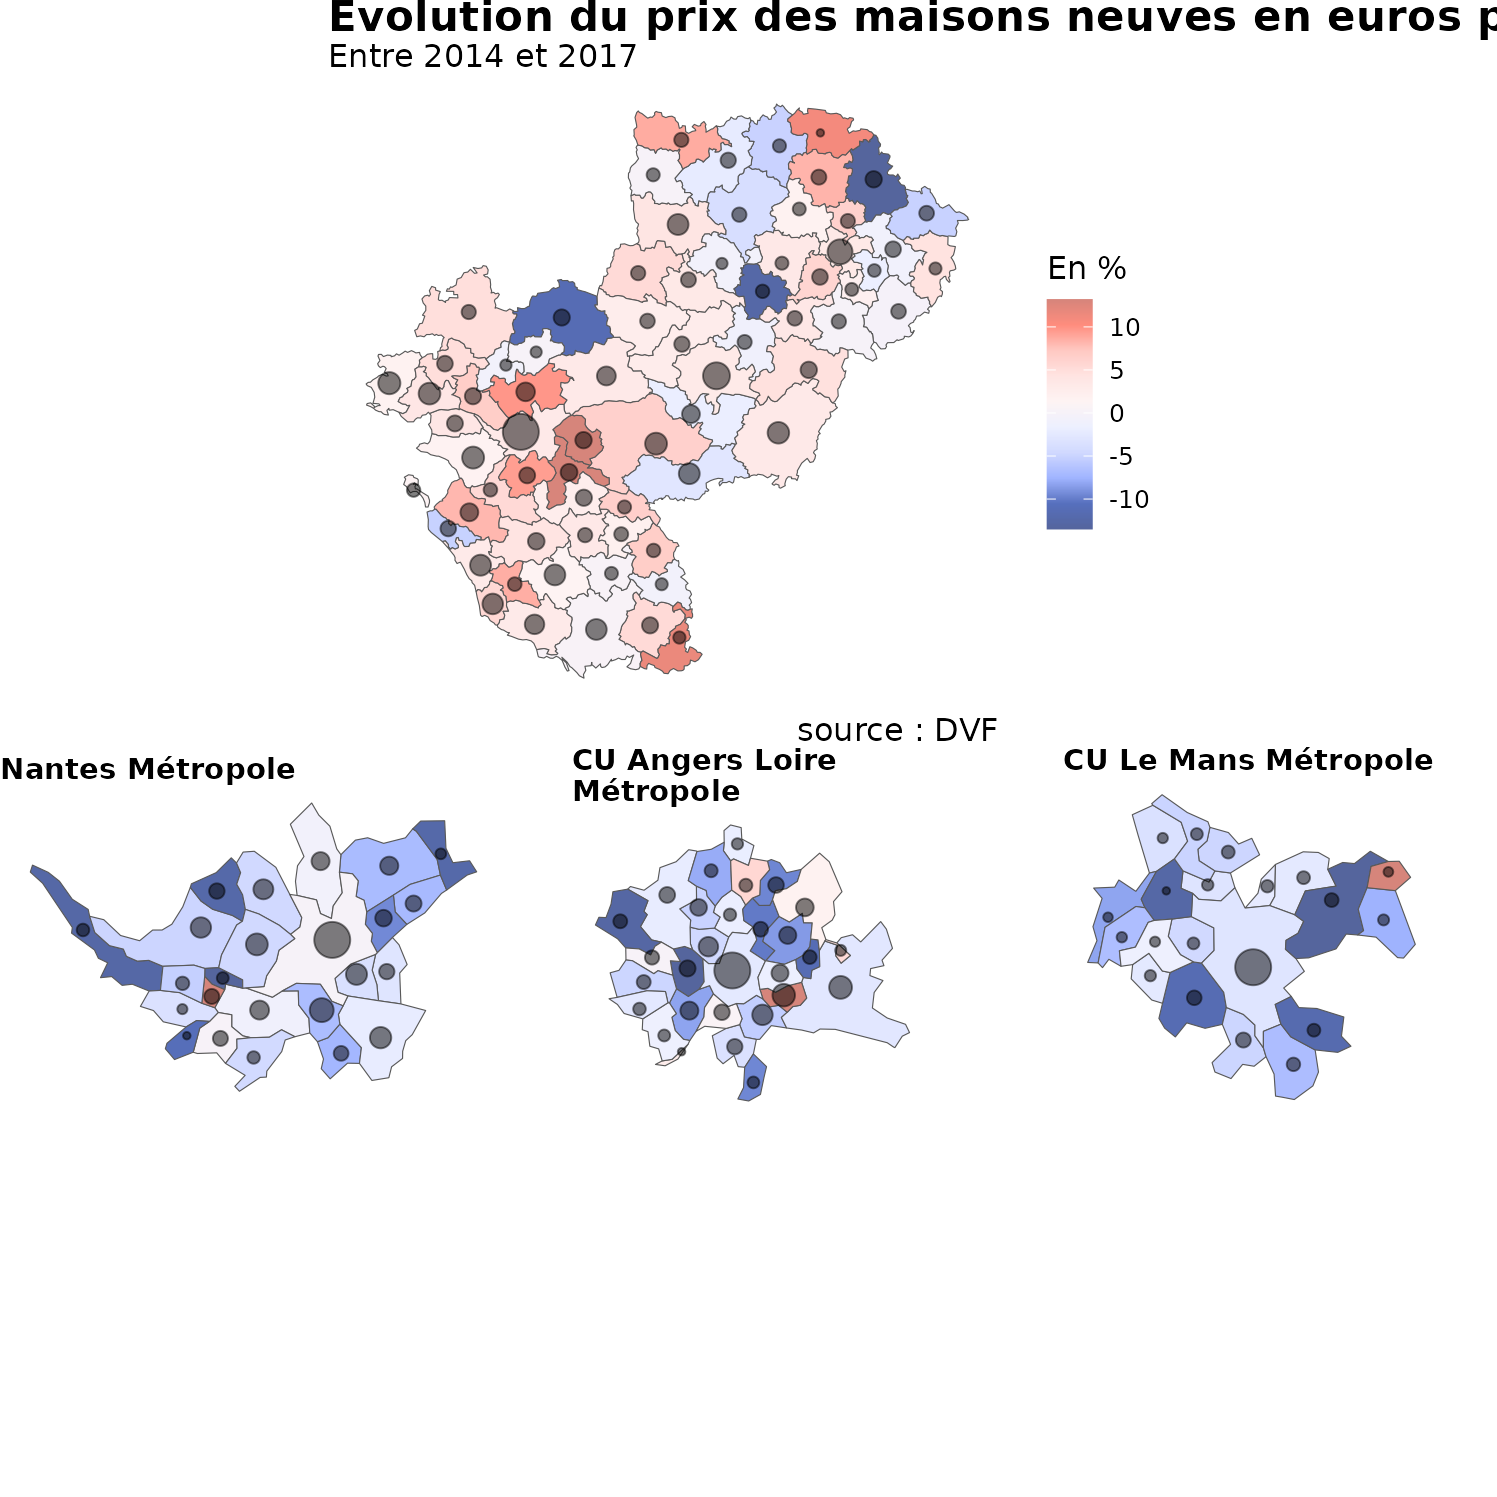 Evolution du prix des maisons neuves en euros p
Entre 2014 et 2017
En %
10
5
0
-5
-10
source : DVF
Nantes Métropole
CU Angers Loire
Métropole
CU Le Mans Métropole